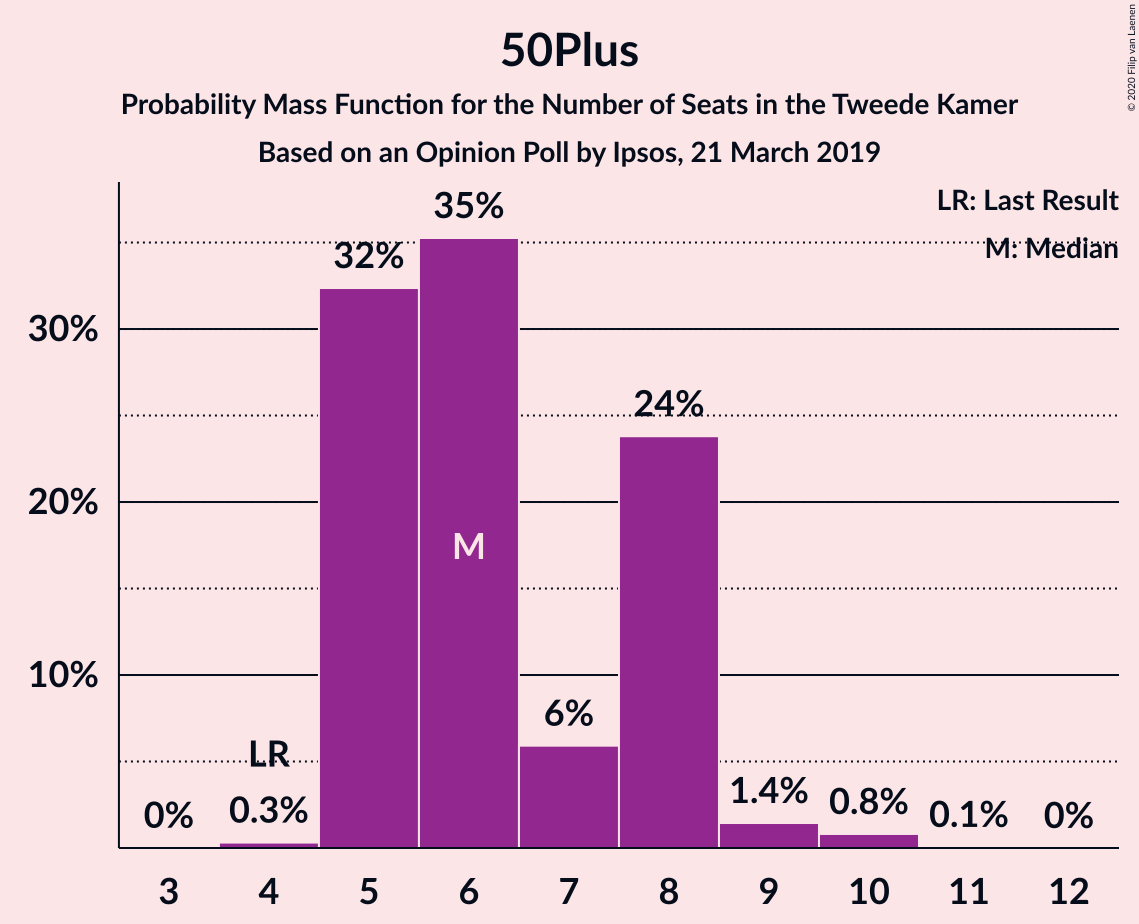 50Plus
Probability Mass Function for the Number of Seats in the Tweede Kamer
Based on an Opinion Poll by Ipsos, 21 March 2019
© 2020 Filip van Laenen
LR: Last Result
M: Median
30%
20%
10%
0%
LR
0.3%
32%
35%
M
6%
24%
1.4%
0.8%
0.1%
0%
3 4 5 6 7 8 9 10 11 12